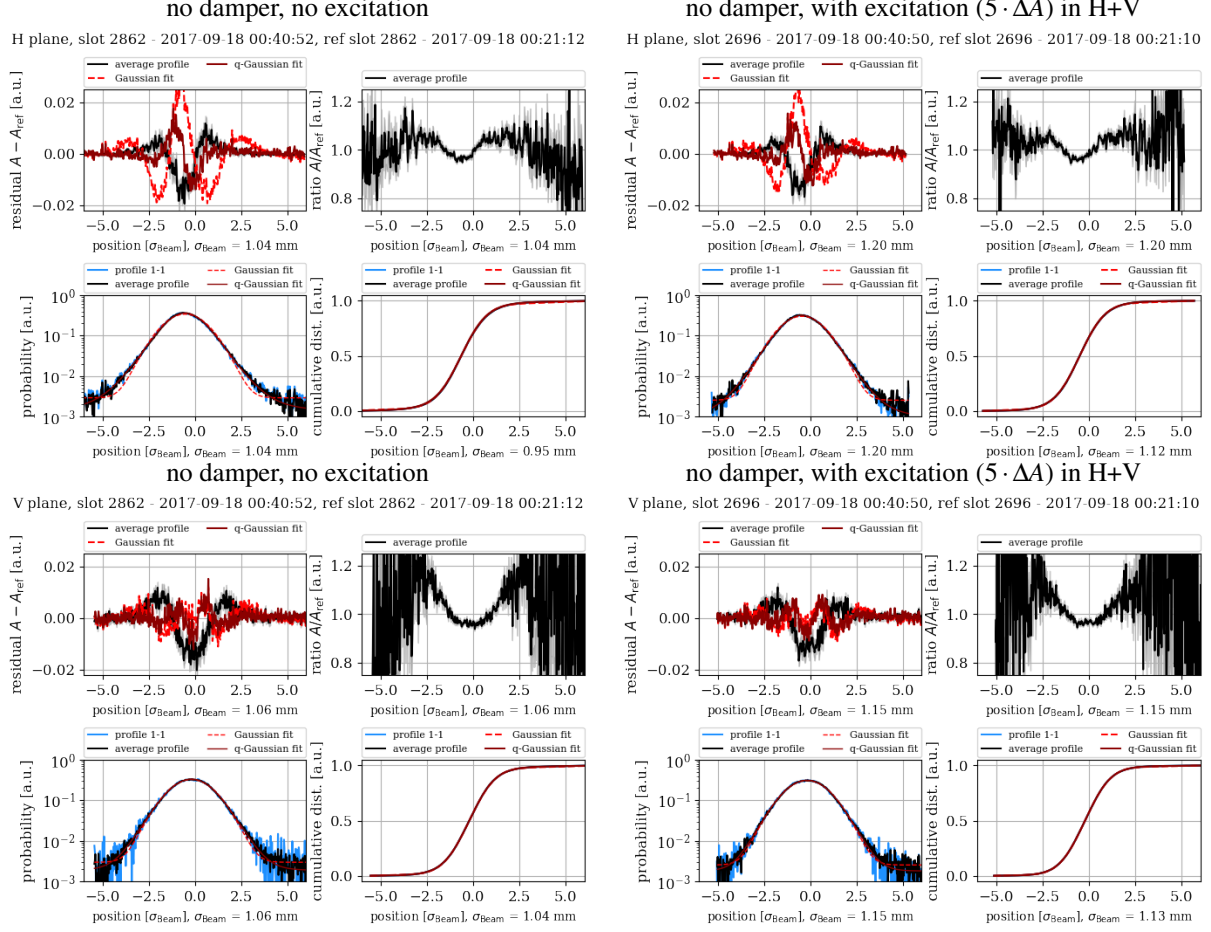 no damper, no excitation
H plane, slot 2862 - 2017-09-18 00:40:52, ref slot 2862 - 2017-09-18 00:21:12
average profile
Gaussian fit
q-Gaussian fit
average profile
residual A − A_ref [a.u.]
0.02
0.00
−0.02
−5.0 −2.5 0.0 2.5 5.0
position [σ_Beam], σ_Beam = 1.04 mm
ratio A/A_ref [a.u.]
1.2
1.0
0.8
−5.0 −2.5 0.0 2.5 5.0
position [σ_Beam], σ_Beam = 1.04 mm
profile 1-1
average profile
Gaussian fit
q-Gaussian fit
probability [a.u.]
10^0
10^−1
10^−2
10^−3
−5.0 −2.5 0.0 2.5 5.0
position [σ_Beam], σ_Beam = 1.04 mm
profile 1-1
average profile
Gaussian fit
q-Gaussian fit
cumulative dist. [a.u.]
1.0
0.5
0.0
−5.0 −2.5 0.0 2.5 5.0
position [σ_Beam], σ_Beam = 0.95 mm
no damper, with excitation (5 · ΔA) in H+V
H plane, slot 2696 - 2017-09-18 00:40:50, ref slot 2696 - 2017-09-18 00:21:10
average profile
Gaussian fit
q-Gaussian fit
average profile
residual A − A_ref [a.u.]
0.02
0.00
−0.02
−5.0 −2.5 0.0 2.5 5.0
position [σ_Beam], σ_Beam = 1.20 mm
ratio A/A_ref [a.u.]
1.2
1.0
0.8
−5.0 −2.5 0.0 2.5 5.0
position [σ_Beam], σ_Beam = 1.20 mm
profile 1-1
average profile
Gaussian fit
q-Gaussian fit
probability [a.u.]
10^0
10^−1
10^−2
10^−3
−5.0 −2.5 0.0 2.5 5.0
position [σ_Beam], σ_Beam = 1.20 mm
profile 1-1
average profile
Gaussian fit
q-Gaussian fit
cumulative dist. [a.u.]
1.0
0.5
0.0
−5.0 −2.5 0.0 2.5 5.0
position [σ_Beam], σ_Beam = 1.12 mm
no damper, no excitation
V plane, slot 2862 - 2017-09-18 00:40:52, ref slot 2862 - 2017-09-18 00:21:12
average profile
Gaussian fit
q-Gaussian fit
average profile
residual A − A_ref [a.u.]
0.02
0.00
−0.02
−5.0 −2.5 0.0 2.5 5.0
position [σ_Beam], σ_Beam = 1.06 mm
ratio A/A_ref [a.u.]
1.2
1.0
0.8
−5.0 −2.5 0.0 2.5 5.0
position [σ_Beam], σ_Beam = 1.06 mm
profile 1-1
average profile
Gaussian fit
q-Gaussian fit
probability [a.u.]
10^0
10^−1
10^−2
10^−3
−5.0 −2.5 0.0 2.5 5.0
position [σ_Beam], σ_Beam = 1.06 mm
profile 1-1
average profile
Gaussian fit
q-Gaussian fit
cumulative dist. [a.u.]
1.0
0.5
0.0
−5.0 −2.5 0.0 2.5 5.0
position [σ_Beam], σ_Beam = 1.04 mm
no damper, with excitation (5 · ΔA) in H+V
V plane, slot 2696 - 2017-09-18 00:40:50, ref slot 2696 - 2017-09-18 00:21:10
average profile
Gaussian fit
q-Gaussian fit
average profile
residual A − A_ref [a.u.]
0.02
0.00
−0.02
−5.0 −2.5 0.0 2.5 5.0
position [σ_Beam], σ_Beam = 1.15 mm
ratio A/A_ref [a.u.]
1.2
1.0
0.8
−5.0 −2.5 0.0 2.5 5.0
position [σ_Beam], σ_Beam = 1.15 mm
profile 1-1
average profile
Gaussian fit
q-Gaussian fit
probability [a.u.]
10^0
10^−1
10^−2
10^−3
−5.0 −2.5 0.0 2.5 5.0
position [σ_Beam], σ_Beam = 1.15 mm
profile 1-1
average profile
Gaussian fit
q-Gaussian fit
cumulative dist. [a.u.]
1.0
0.5
0.0
−5.0 −2.5 0.0 2.5 5.0
position [σ_Beam], σ_Beam = 1.13 mm